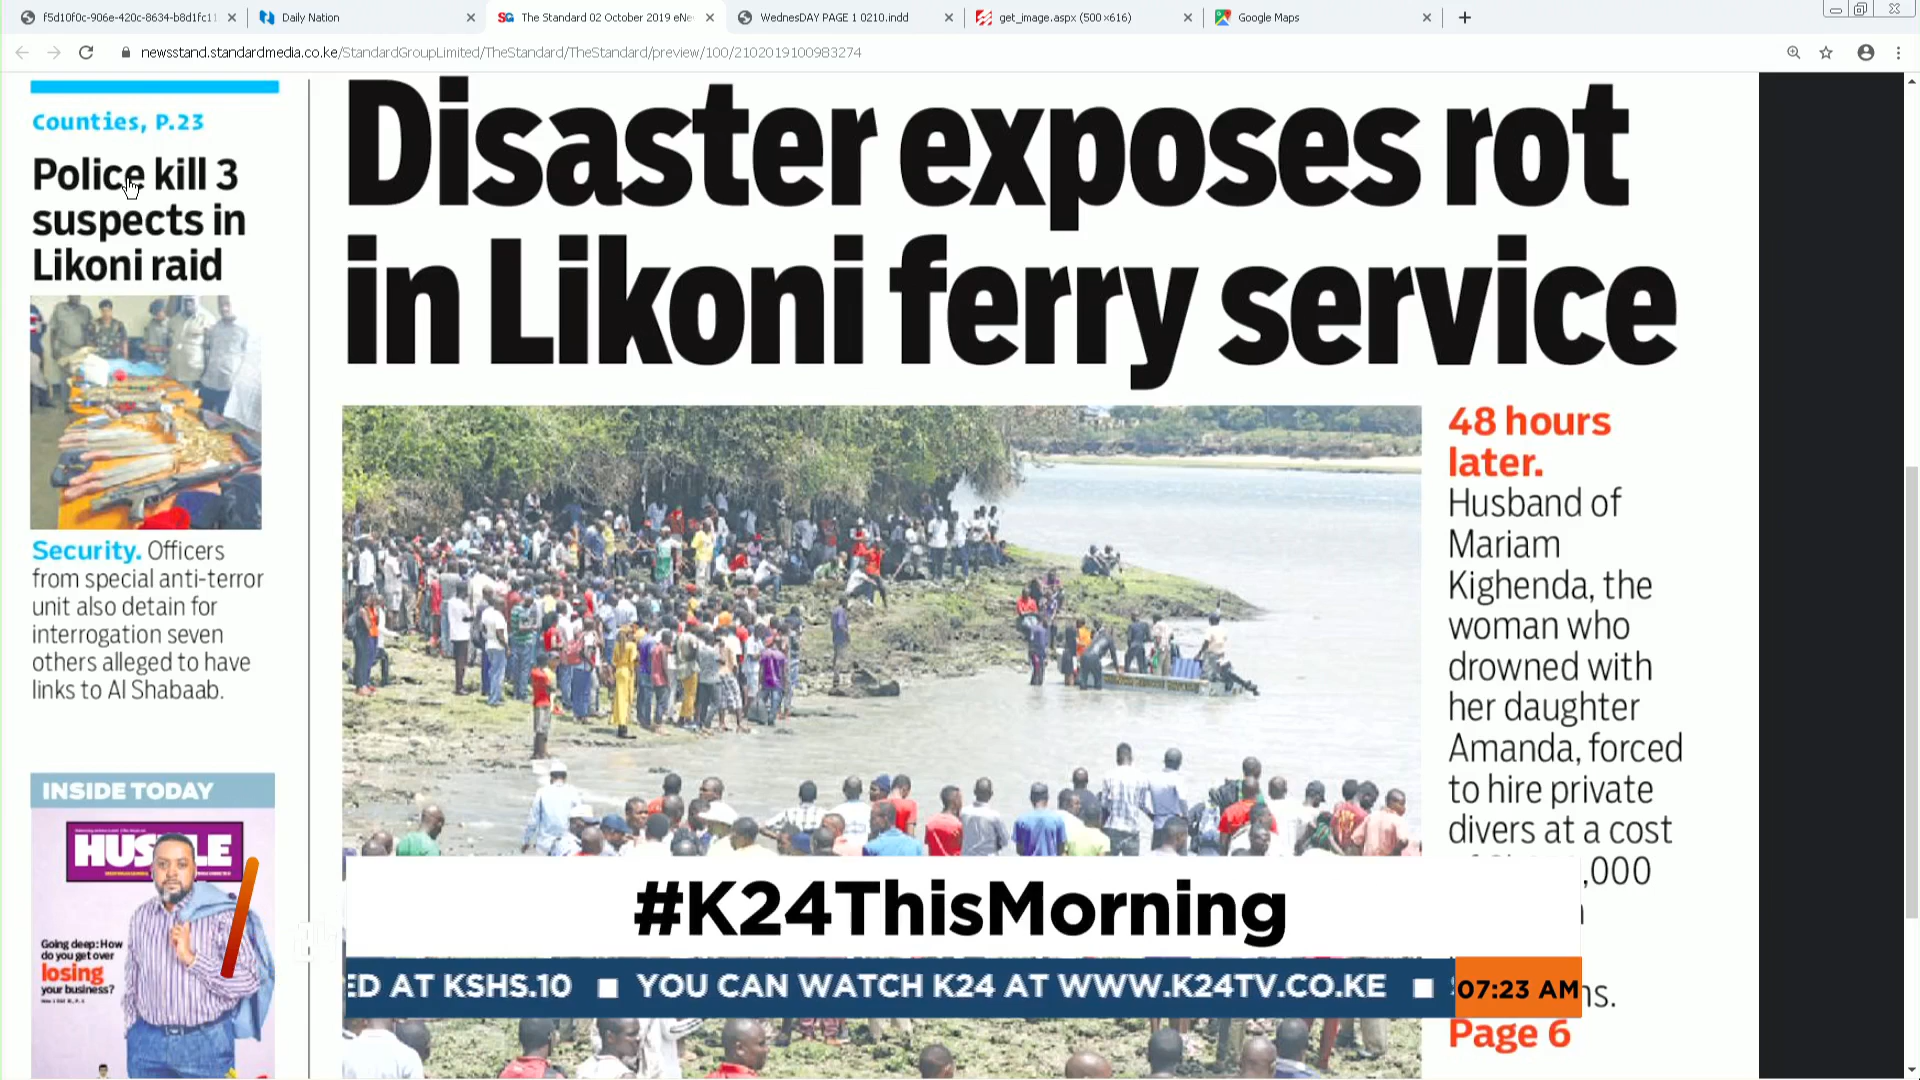 f5d10f0c-906e-420c-8634-b8d1fc11
Daily Nation
The Standard 02 October 2019 eNe
WednesDAY PAGE 1 0210.indd
get_image.aspx (500×616)
Google Maps
newsstand.standardmedia.co.ke/StandardGroupLimited/TheStandard/TheStandard/preview/100/2102019100983274
Counties, P.23
Police kill 3
suspects in
Likoni raid
Security. Officers
from special anti-terror
unit also detain for
interrogation seven
others alleged to have
links to Al Shabaab.
INSIDE TODAY
HUSTLE
Going deep: How
do you get over
losing
your business?
Disaster exposes rot
in Likoni ferry service
48 hours
later.
Husband of
Mariam
Kighenda, the
woman who
drowned with
her daughter
Amanda, forced
to hire private
divers at a cost
,000
ns.
Page 6
#K24ThisMorning
ED AT KSHS.10 ■ YOU CAN WATCH K24 AT WWW.K24TV.CO.KE ■
07:23 AM